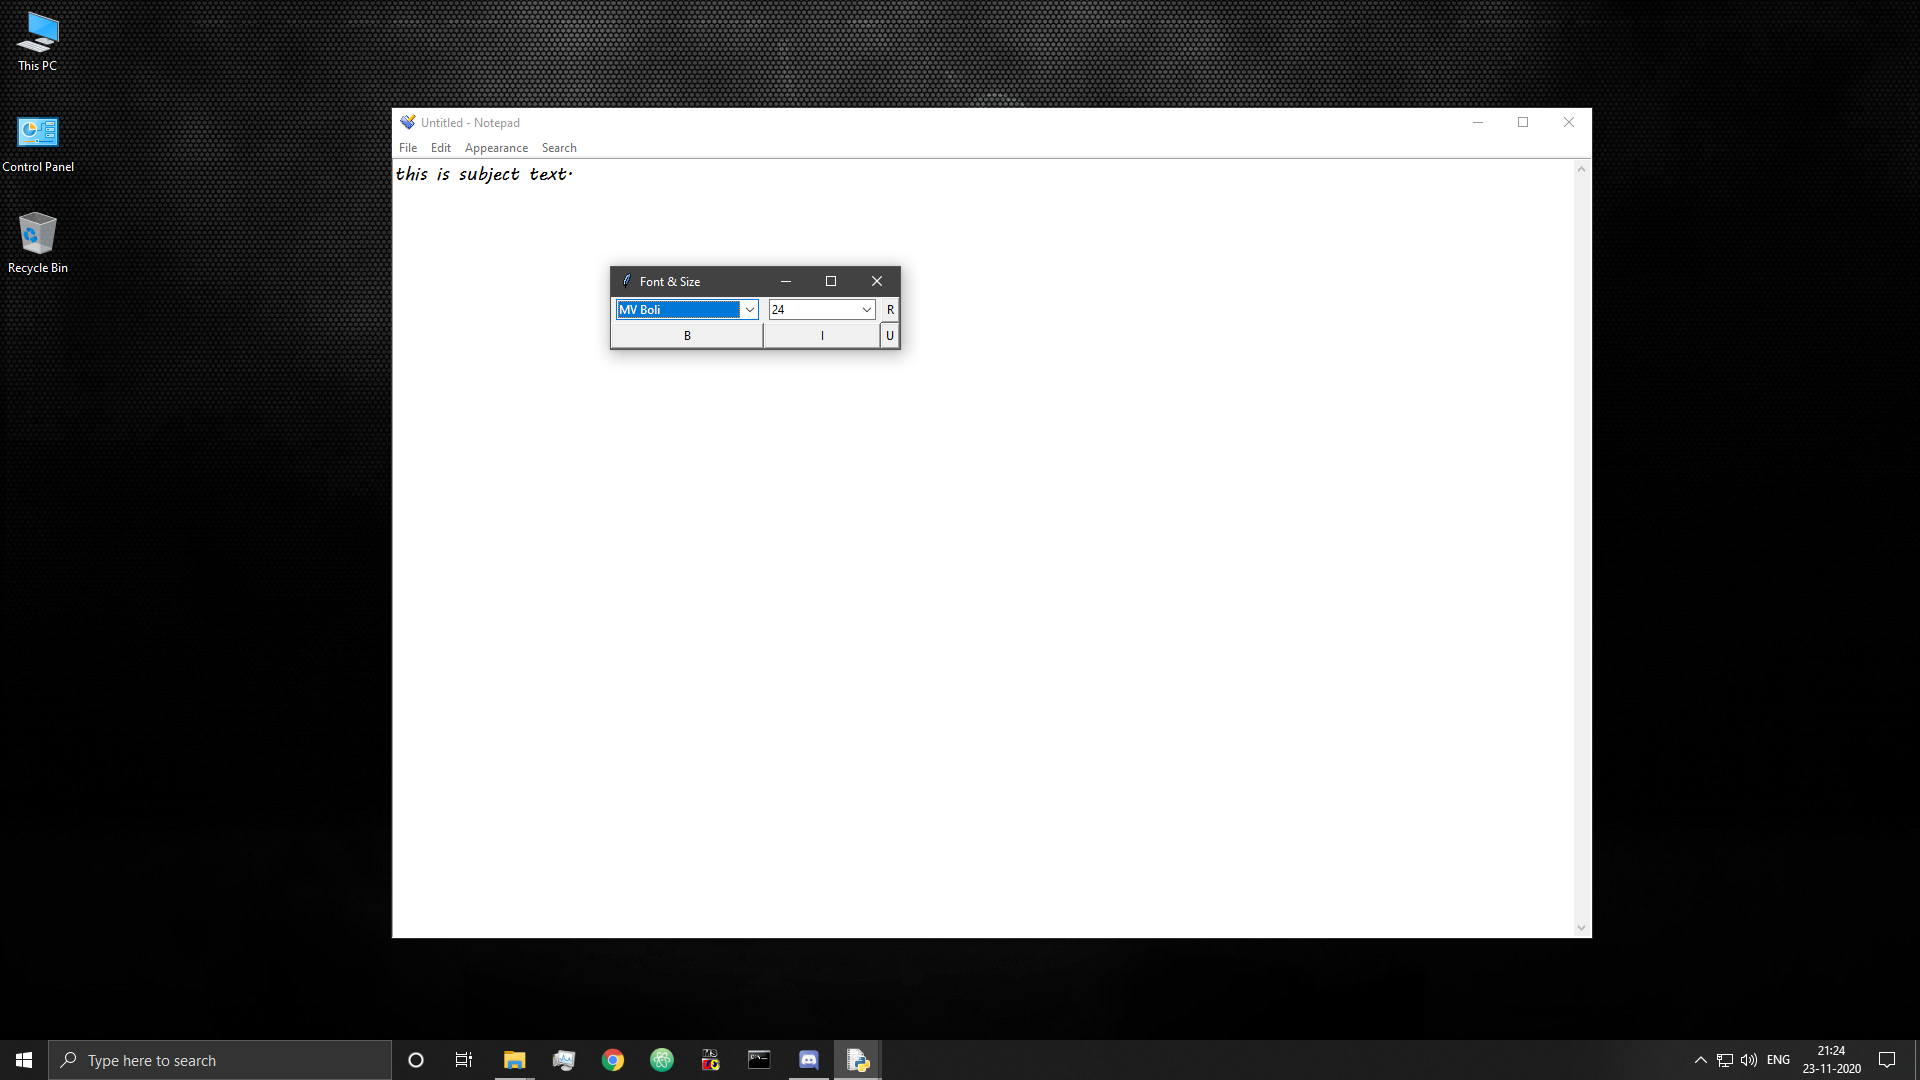 This PC
Control Panel
Recycle Bin
Untitled - Notepad
File Edit Appearance Search
this is subject text.
Font & Size
MV Boli 24 R
B I U
Type here to search
ENG
21:24
23-11-2020